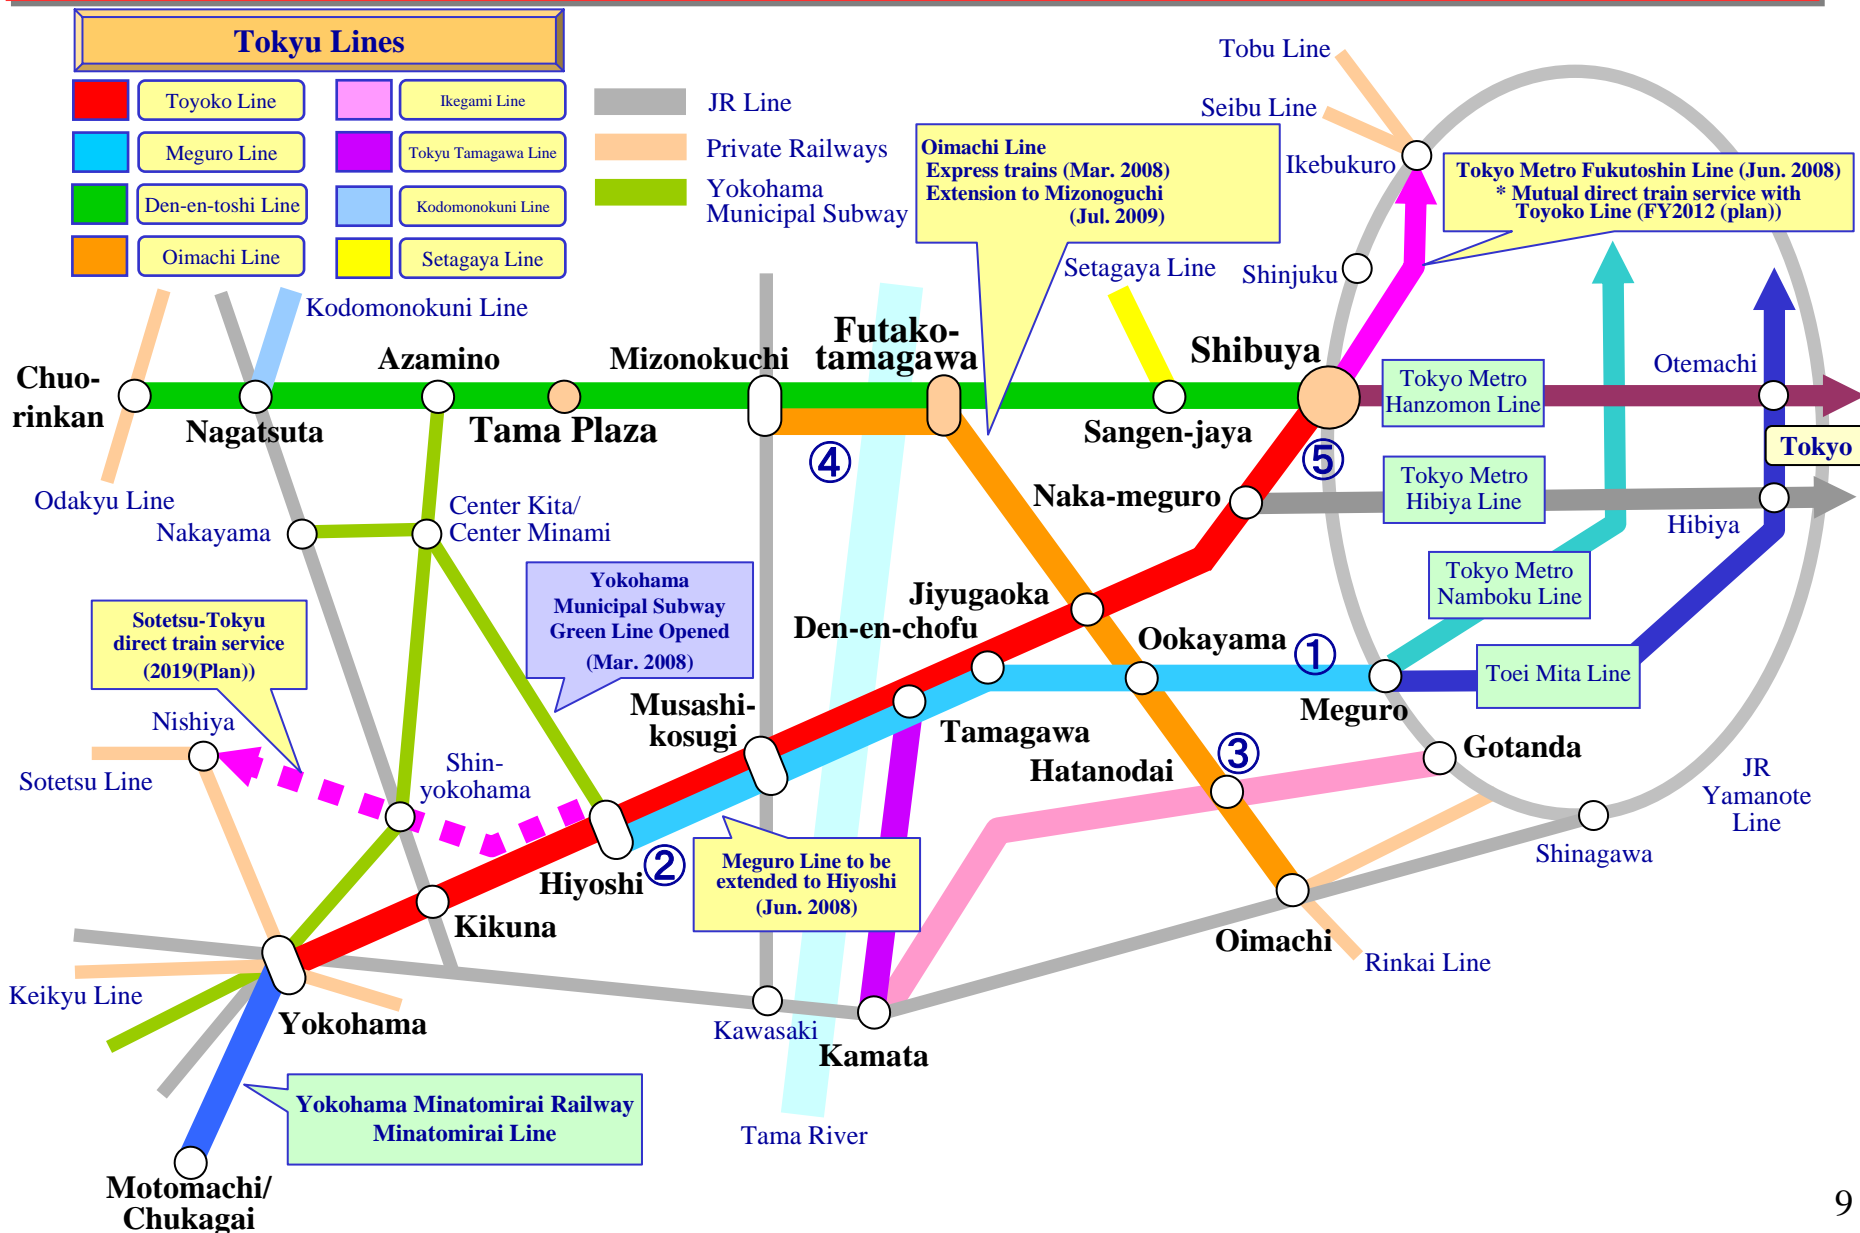 Tokyu Lines
Toyoko Line
Ikegami Line
Meguro Line
Tokyu Tamagawa Line
Den-en-toshi Line
Kodomonokuni Line
Oimachi Line
Setagaya Line
JR Line
Private Railways
Yokohama
Municipal Subway
Oimachi Line
Express trains (Mar. 2008)
Extension to Mizonoguchi
(Jul. 2009)
Tobu Line
Seibu Line
Ikebukuro
Tokyo Metro Fukutoshin Line (Jun. 2008)
* Mutual direct train service with
Toyoko Line (FY2012 (plan))
Setagaya Line
Shinjuku
Kodomonokuni Line
Chuo-
rinkan
Azamino
Mizonokuchi
Futako-
tamagawa
Shibuya
Otemachi
Tokyo Metro
Hanzomon Line
Nagatsuta
Tama Plaza
Sangen-jaya
④
⑤
Tokyo
Odakyu Line
Nakayama
Center Kita/
Center Minami
Naka-meguro
Tokyo Metro
Hibiya Line
Hibiya
Yokohama
Municipal Subway
Green Line Opened
(Mar. 2008)
Jiyugaoka
Den-en-chofu
Tokyo Metro
Namboku Line
Sotetsu-Tokyu
direct train service
(2019(Plan))
Ookayama
①
Toei Mita Line
Meguro
Nishiya
Musashi-
kosugi
Tamagawa
Hatanodai
③
Gotanda
Sotetsu Line
Shin-
yokohama
JR
Yamanote
Line
Shinagawa
Hiyoshi
②
Meguro Line to be
extended to Hiyoshi
(Jun. 2008)
Kikuna
Oimachi
Rinkai Line
Keikyu Line
Yokohama
Kawasaki
Kamata
Yokohama Minatomirai Railway
Minatomirai Line
Tama River
Motomachi/
Chukagai
9